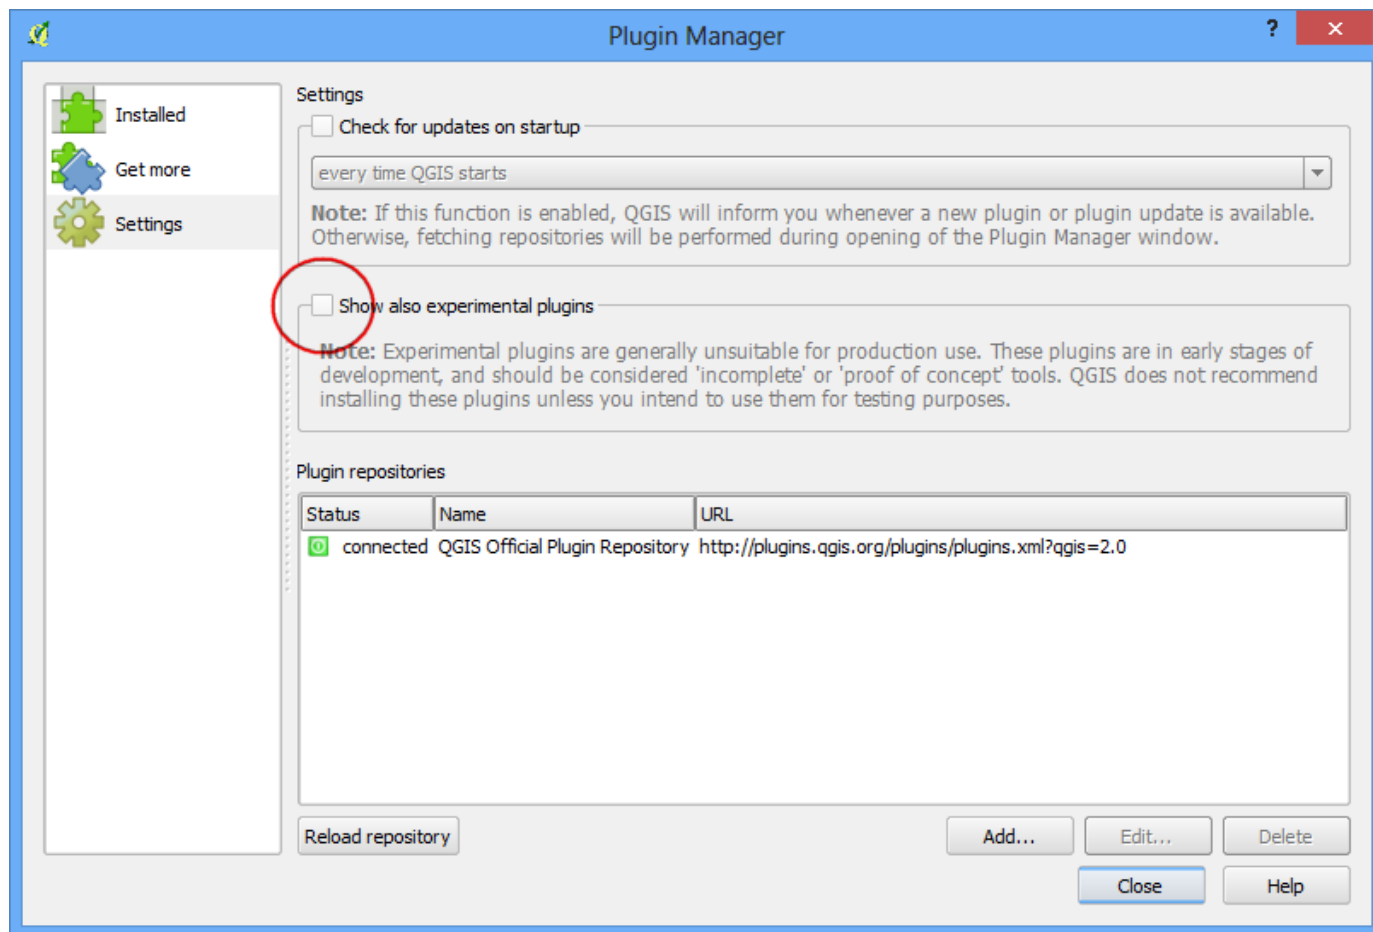 Plugin Manager
?
Installed
Get more
Settings
Settings
Check for updates on startup
every time QGIS starts
Note: If this function is enabled, QGIS will inform you whenever a new plugin or plugin update is available.
Otherwise, fetching repositories will be performed during opening of the Plugin Manager window.
Show also experimental plugins
Note: Experimental plugins are generally unsuitable for production use. These plugins are in early stages of
development, and should be considered 'incomplete' or 'proof of concept' tools. QGIS does not recommend
installing these plugins unless you intend to use them for testing purposes.
Plugin repositories
Status Name URL
connected QGIS Official Plugin Repository http://plugins.qgis.org/plugins/plugins.xml?qgis=2.0
Reload repository Add... Edit... Delete
Close Help